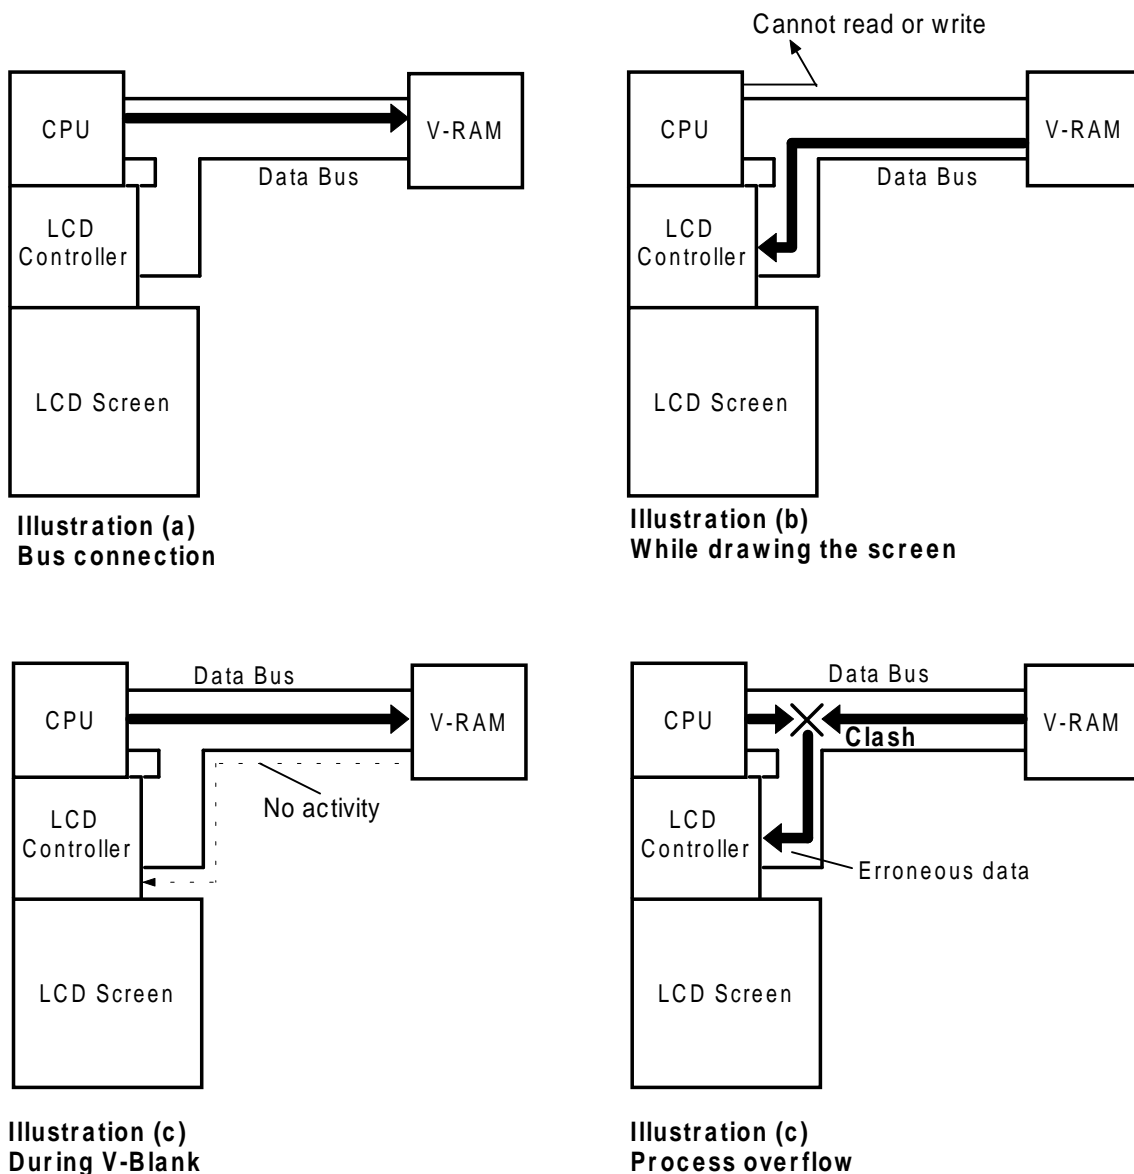 CPU
V-RAM
Data Bus
LCD
Controller
LCD Screen
Illustration (a)
Bus connection
Cannot read or write
CPU
V-RAM
Data Bus
LCD
Controller
LCD Screen
Illustration (b)
While drawing the screen
Data Bus
CPU
V-RAM
No activity
LCD
Controller
LCD Screen
Illustration (c)
During V-Blank
Data Bus
CPU
V-RAM
Clash
LCD
Controller
Erroneous data
LCD Screen
Illustration (c)
Process overflow